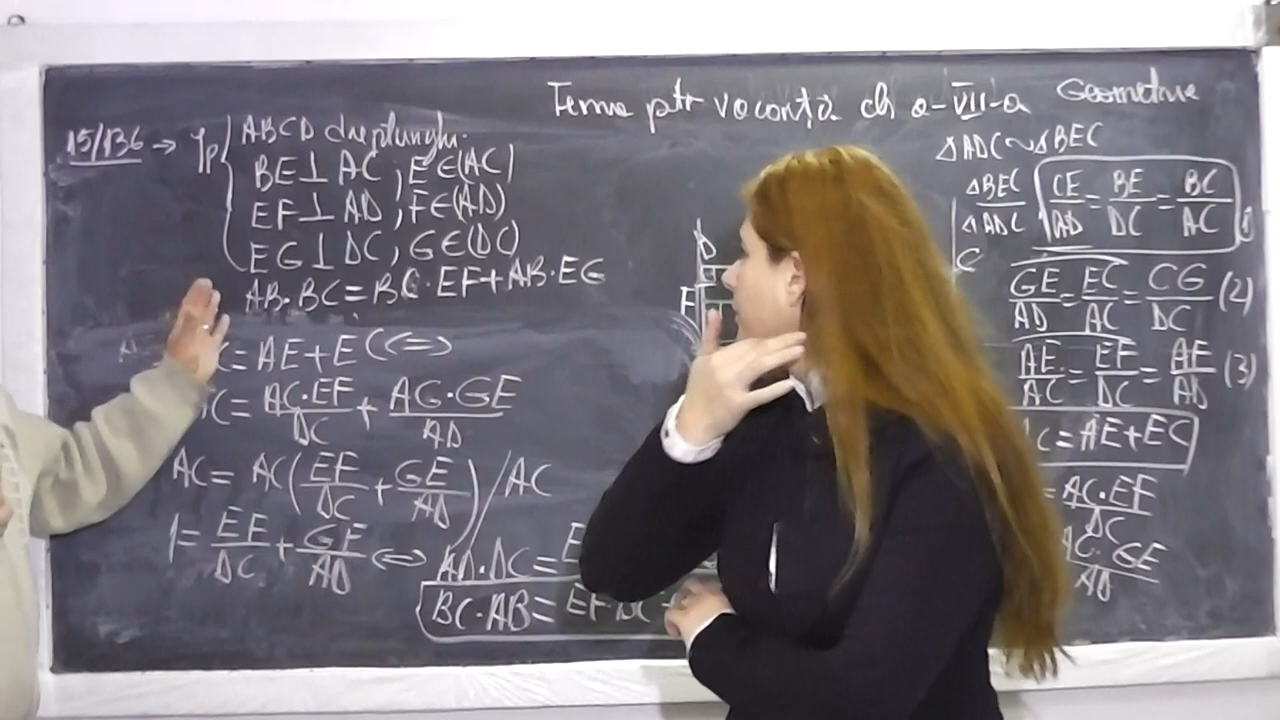 Tema ptr vacanță cls a-VII-a Geometrie
15/136 → Ip { ABCD dreptunghi.
BE⊥AC ; E∈(AC)
EF⊥AD ; F∈(AD)
EG⊥DC ; G∈(DC)
AB·BC=BC·EF+AB·EG
C=AE+EC⇔
C= AC·EF/DC + AG·GE/AD
AC= AC(EF/DC + GE/AD) / AC
1= EF/DC + GE/AD ⇔ AD·DC=E
BC·AB= EF·BC
D
F
ΔADC~ΔBEC
ΔBEC/ΔADC CE/AD = BE/DC = BC/AC (1)
C
GE/AD = EC/AC = CG/DC (2)
AE/AC = EF/DC = AF/AD (3)
C=AE+EC
= AC·EF/DC
AC·GE/AD